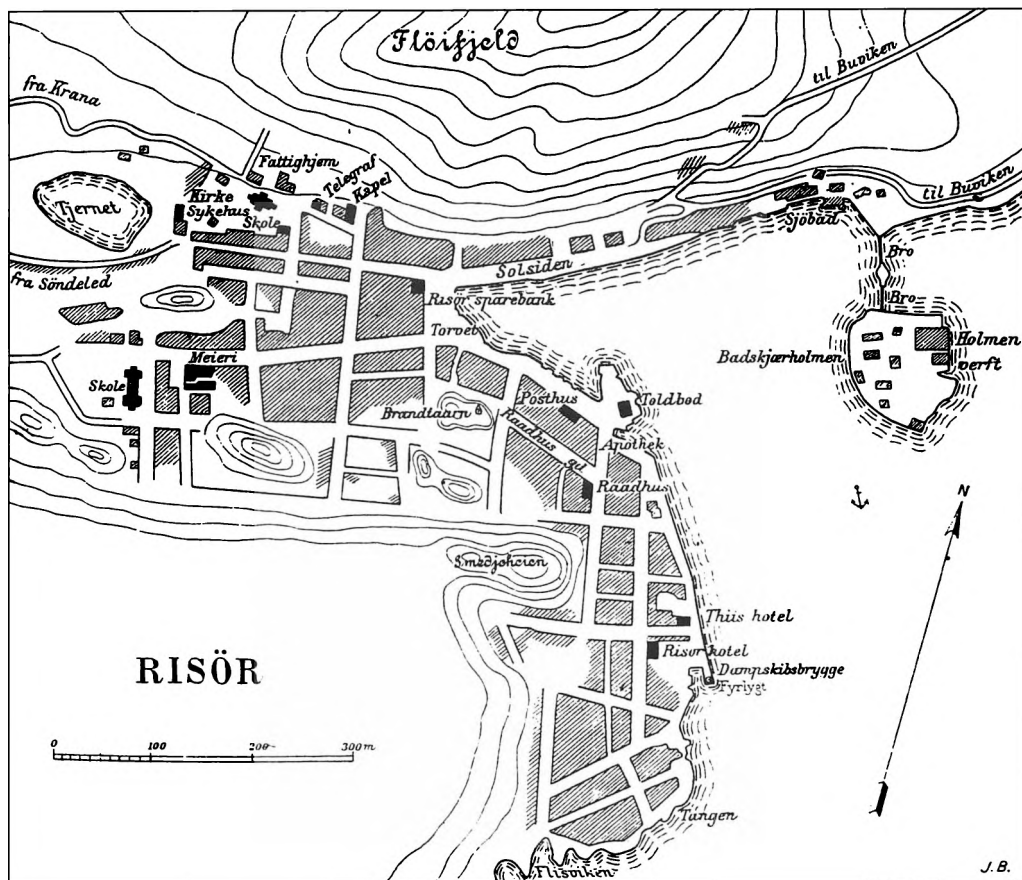 Flöifjeld
til Buviken
fra Krana
Fattighjem
Telegraf
Kapel
Kirke
Sykehus
Skole
Tjernet
til Buviken
Sjöbad
Bro
Solsiden
fra Söndeled
Bro
Risör sparebank
Torvet
Badskjærholmen
Holmen
verft
Meieri
Skole
Posthus
Toldbod
Brandtaarn
Raadhus gd
Apothek
Raadhus
N
Smedjeheien
Thiis hotel
RISÖR
Risör hotel
Dampskibsbrygge
Fyrlygt
0 100 200 300 m
Tangen
Flisviken
J.B.